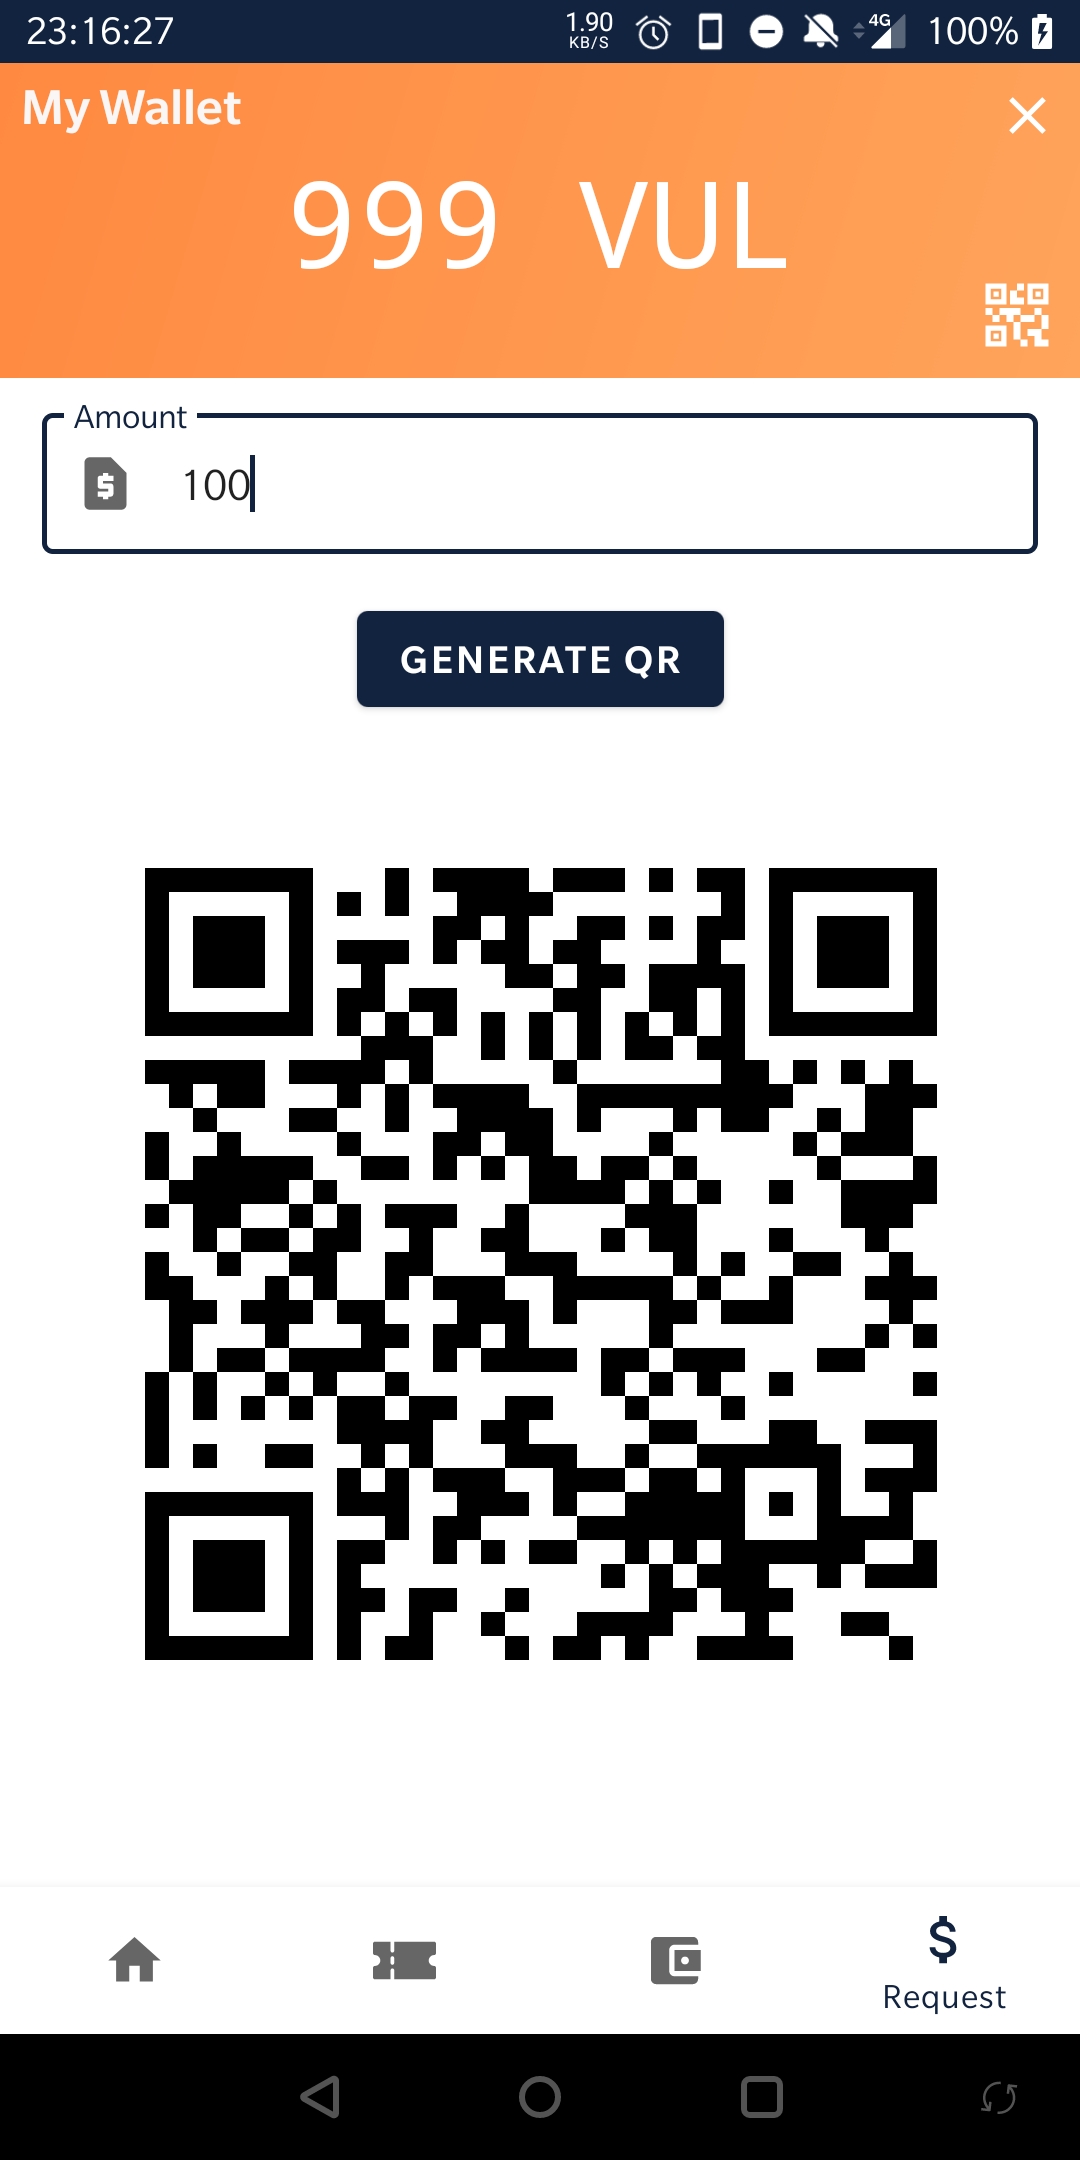 23:16:27 1.90 KB/S 4G 100%
My Wallet
999 VUL
Amount
100
GENERATE QR
Request